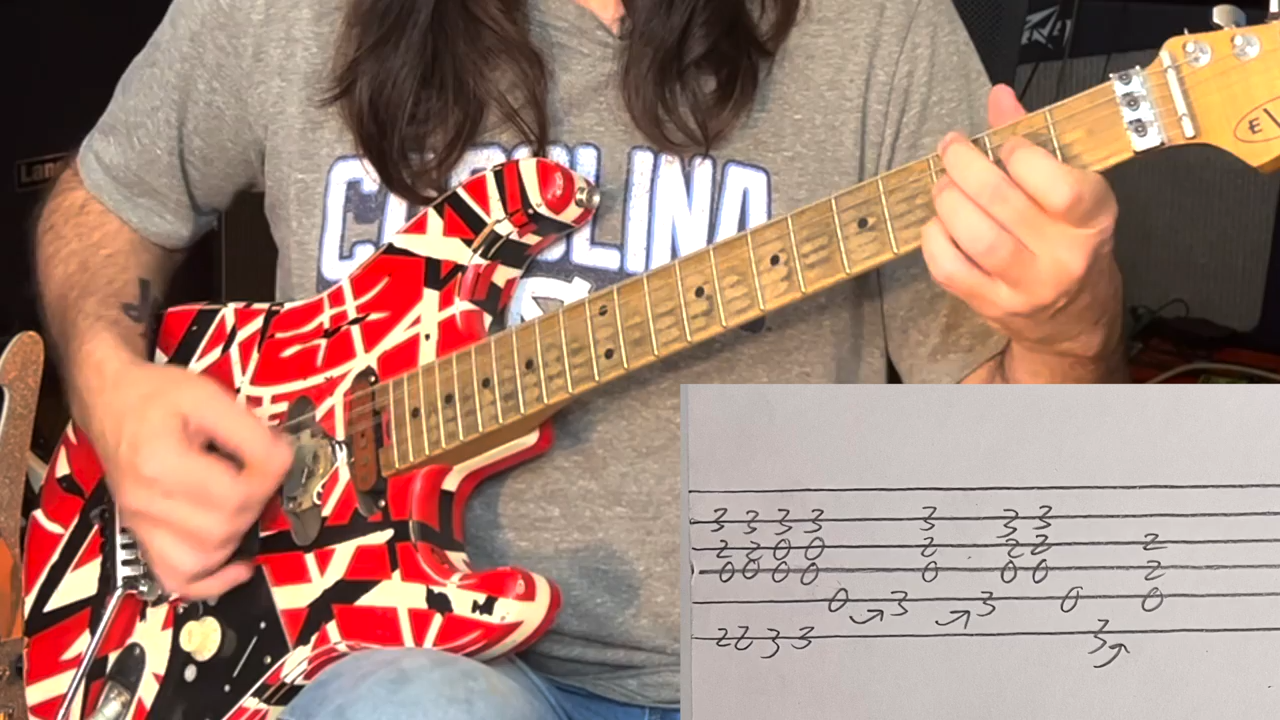 Lan
CAROLINA
E
3 3 3 3 3 3 3
2 2 0 0 2 2 2 2
0 0 0 0 0 0 0 2
0 3 3 0 0
2 2 3 3 3